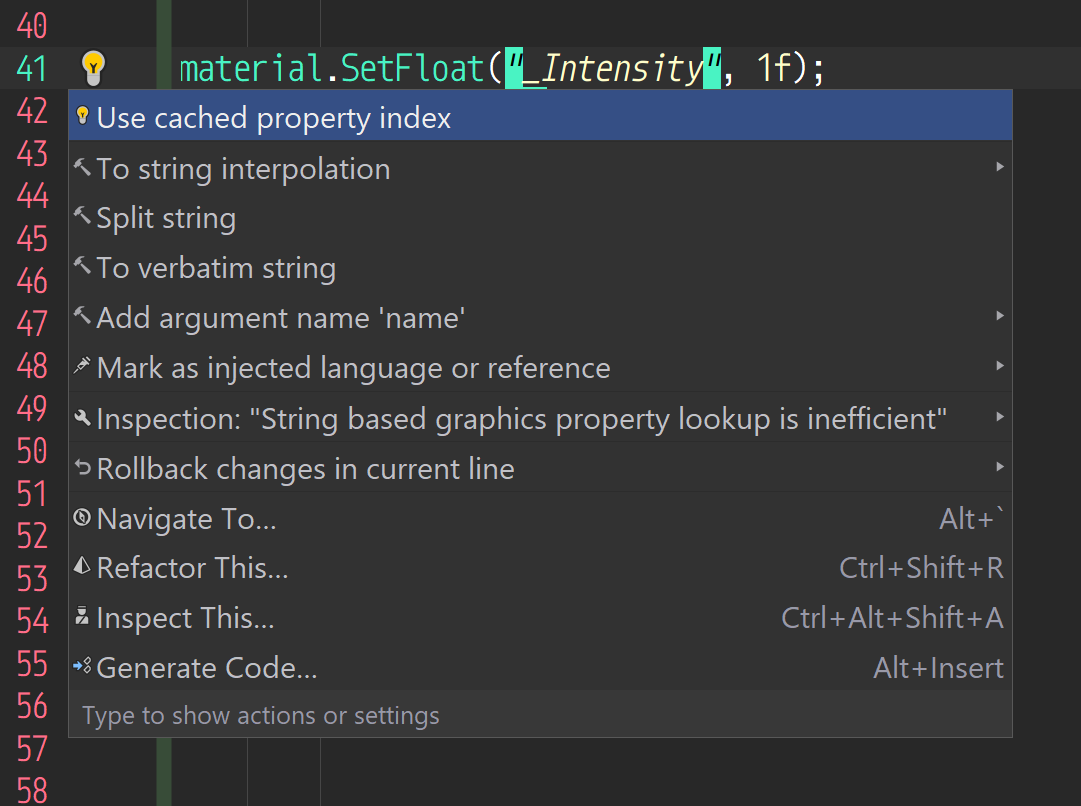 40
41 material.SetFloat("_Intensity", 1f);
42 Use cached property index
43 To string interpolation
44 Split string
45 To verbatim string
46 Add argument name 'name'
47 Mark as injected language or reference
48 Inspection: "String based graphics property lookup is inefficient"
49 Rollback changes in current line
50 Navigate To... Alt+`
51 Refactor This... Ctrl+Shift+R
52 Inspect This... Ctrl+Alt+Shift+A
53 Generate Code... Alt+Insert
54 Type to show actions or settings
55
56
57
58